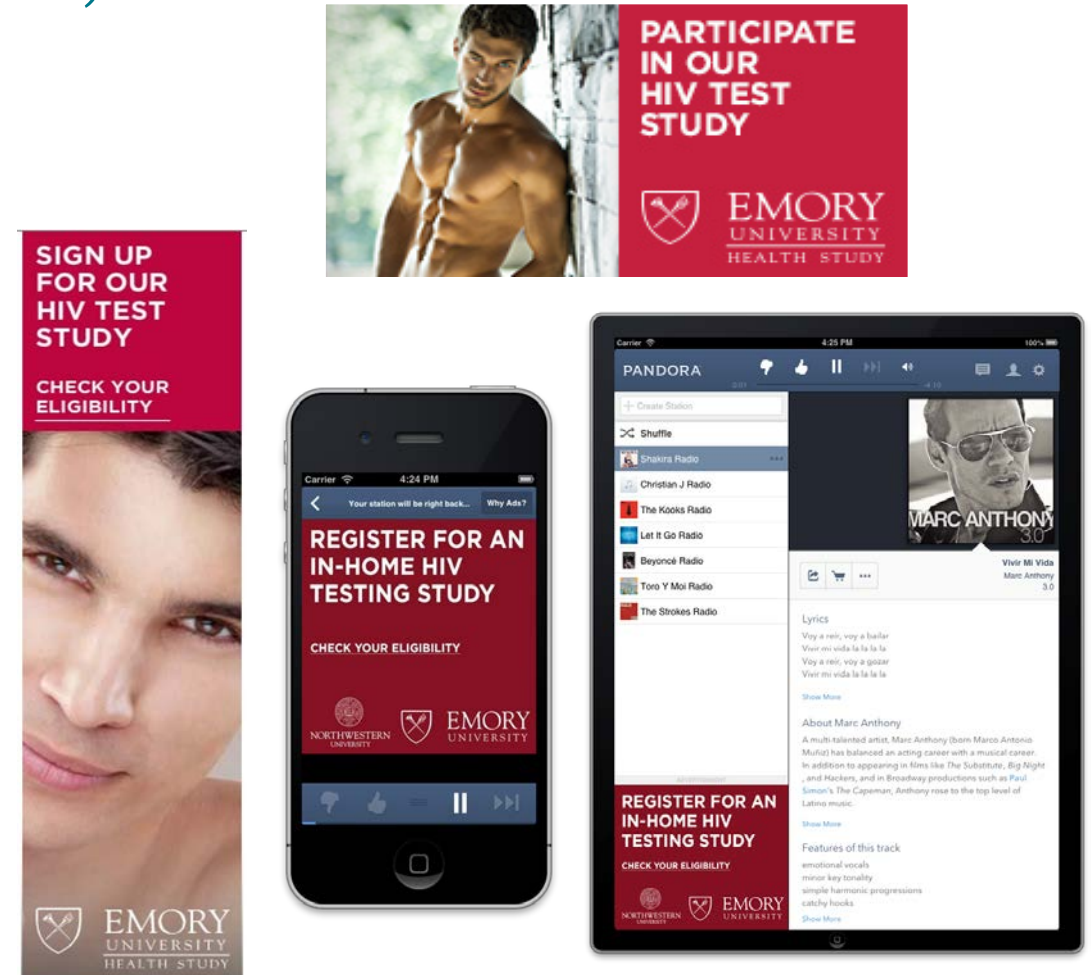 PARTICIPATE
IN OUR
HIV TEST
STUDY
EMORY
UNIVERSITY
HEALTH STUDY
SIGN UP
FOR OUR
HIV TEST
STUDY
CHECK YOUR
ELIGIBILITY
EMORY
UNIVERSITY
HEALTH STUDY
Carrier 4:24 PM
Your station will be right back... Why Ads?
REGISTER FOR AN
IN-HOME HIV
TESTING STUDY
CHECK YOUR ELIGIBILITY
NORTHWESTERN
UNIVERSITY
EMORY
UNIVERSITY
Carrier 4:25 PM 100%
PANDORA
2:01 -4:10
+ Create Station
Shuffle
Shakira Radio
Christian J Radio
The Kooks Radio
Let It Go Radio
Beyoncé Radio
Toro Y Moi Radio
The Strokes Radio
ADVERTISEMENT
REGISTER FOR AN
IN-HOME HIV
TESTING STUDY
CHECK YOUR ELIGIBILITY
NORTHWESTERN
UNIVERSITY
EMORY
UNIVERSITY
MARC ANTHONY
3.0
Vivir Mi Vida
Marc Anthony
3.0
Lyrics
Voy a reír, voy a bailar
Vivir mi vida la la la la
Voy a reír, voy a gozar
Vivir mi vida la la la la
Show More
About Marc Anthony
A multi-talented artist, Marc Anthony (born Marco Antonio
Muñiz) has balanced an acting career with a musical career.
In addition to appearing in films like The Substitute, Big Night
, and Hackers, and in Broadway productions such as Paul
Simon's The Capeman, Anthony rose to the top level of
Latino music.
Show More
Features of this track
emotional vocals
minor key tonality
simple harmonic progressions
catchy hooks
Show More